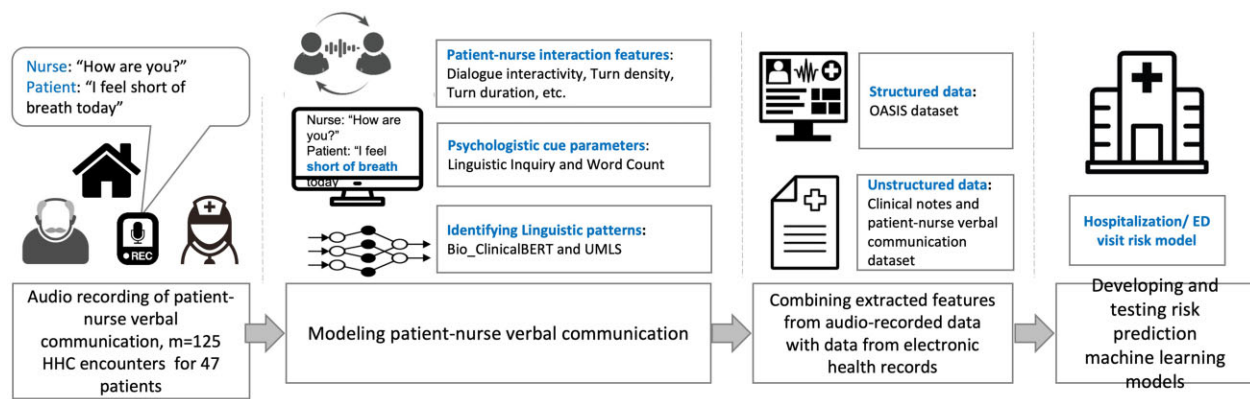 Nurse: “How are you?”
Patient: “I feel short of
breath today”
REC
Audio recording of patient-
nurse verbal
communication, m=125
HHC encounters for 47
patients
Nurse: “How are
you?”
Patient: “I feel
short of breath
today
Patient-nurse interaction features:
Dialogue interactivity, Turn density,
Turn duration, etc.
Psychologistic cue parameters:
Linguistic Inquiry and Word Count
Identifying Linguistic patterns:
Bio_ClinicalBERT and UMLS
Modeling patient-nurse verbal communication
Structured data:
OASIS dataset
Unstructured data:
Clinical notes and
patient-nurse verbal
communication
dataset
Combining extracted features
from audio-recorded data
with data from electronic
health records
Hospitalization/ ED
visit risk model
Developing and
testing risk
prediction
machine learning
models